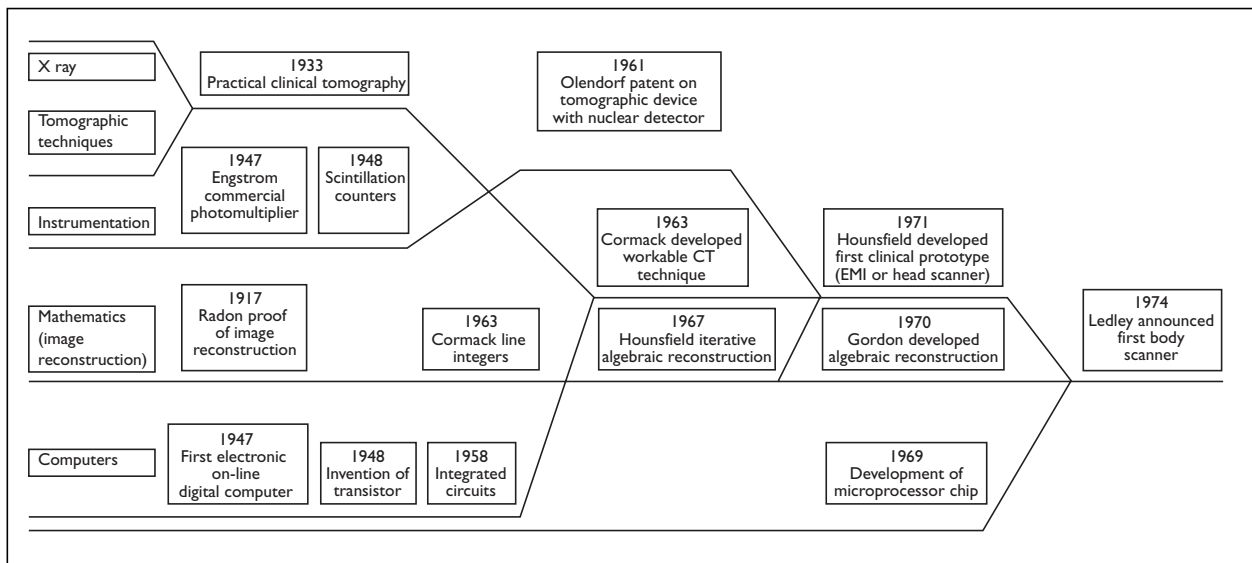 X ray
1933
Practical clinical tomography
1961
Olendorf patent on
tomographic device
with nuclear detector
Tomographic
techniques
1947
Engstrom
commercial
photomultiplier
1948
Scintillation
counters
Instrumentation
1963
Cormack developed
workable CT
technique
1971
Hounsfield developed
first clinical prototype
(EMI or head scanner)
Mathematics
(image
reconstruction)
1917
Radon proof
of image
reconstruction
1963
Cormack line
integers
1967
Hounsfield iterative
algebraic reconstruction
1970
Gordon developed
algebraic reconstruction
1974
Ledley announced
first body
scanner
Computers
1947
First electronic
on-line
digital computer
1948
Invention of
transistor
1958
Integrated
circuits
1969
Development of
microprocessor chip